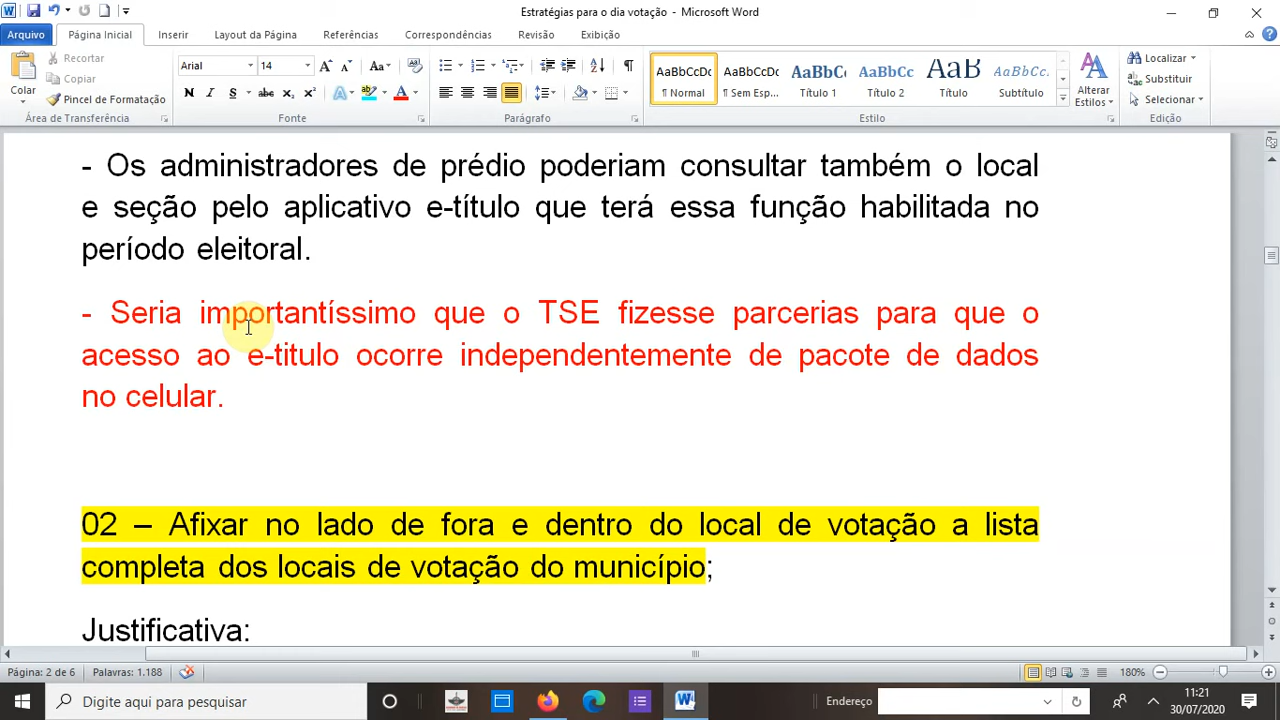 Estratégias para o dia votação - Microsoft Word
Arquivo Página Inicial Inserir Layout da Página Referências Correspondências Revisão Exibição
Colar
Recortar
Copiar
Pincel de Formatação
Área de Transferência
Arial 14
N I S abc x₂ x²
Fonte
Parágrafo
AaBbCcDc AaBbCcDc AaBbC AaBbCc AaB AaBbCc.
¶ Normal ¶ Sem Esp... Título 1 Título 2 Título Subtítulo
Alterar Estilos
Estilo
Localizar
Substituir
Selecionar
Edição
- Os administradores de prédio poderiam consultar também o local
e seção pelo aplicativo e-título que terá essa função habilitada no
período eleitoral.
- Seria importantíssimo que o TSE fizesse parcerias para que o
acesso ao e-titulo ocorre independentemente de pacote de dados
no celular.
02 – Afixar no lado de fora e dentro do local de votação a lista
completa dos locais de votação do município;
Justificativa:
Página: 2 de 6 Palavras: 1.188 180%
Digite aqui para pesquisar
Endereço
11:21
30/07/2020